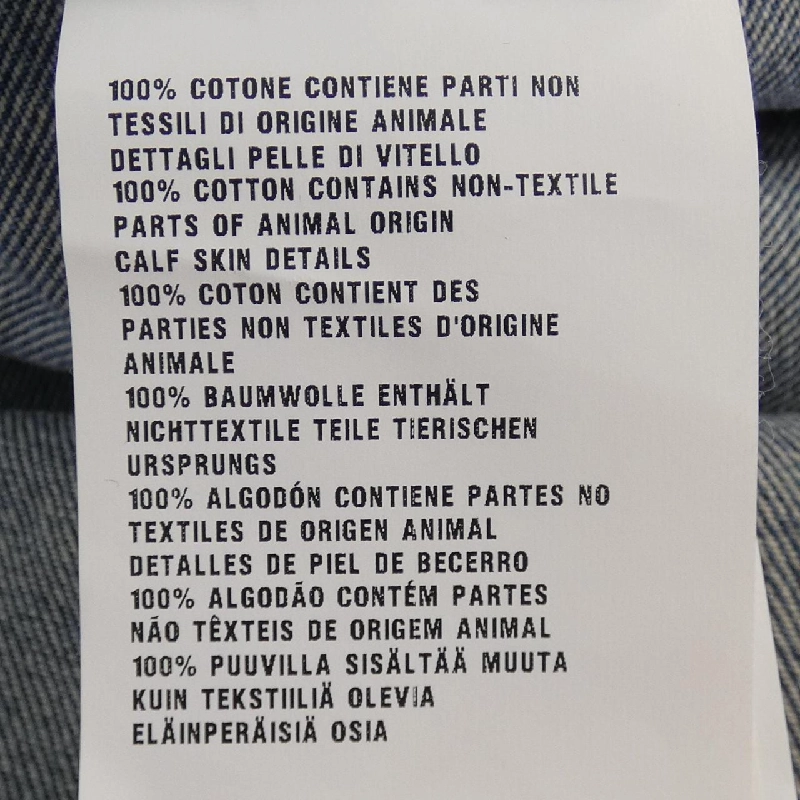 100% COTONE CONTIENE PARTI NON
TESSILI DI ORIGINE ANIMALE
DETTAGLI PELLE DI VITELLO
100% COTTON CONTAINS NON-TEXTILE
PARTS OF ANIMAL ORIGIN
CALF SKIN DETAILS
100% COTON CONTIENT DES
PARTIES NON TEXTILES D'ORIGINE
ANIMALE
100% BAUMWOLLE ENTHÄLT
NICHTTEXTILE TEILE TIERISCHEN
URSPRUNGS
100% ALGODÓN CONTIENE PARTES NO
TEXTILES DE ORIGEN ANIMAL
DETALLES DE PIEL DE BECERRO
100% ALGODÃO CONTÉM PARTES
NÃO TÊXTEIS DE ORIGEM ANIMAL
100% PUUVILLA SISÄLTÄÄ MUUTA
KUIN TEKSTIILIÄ OLEVIA
ELÄINPERÄISIÄ OSIA